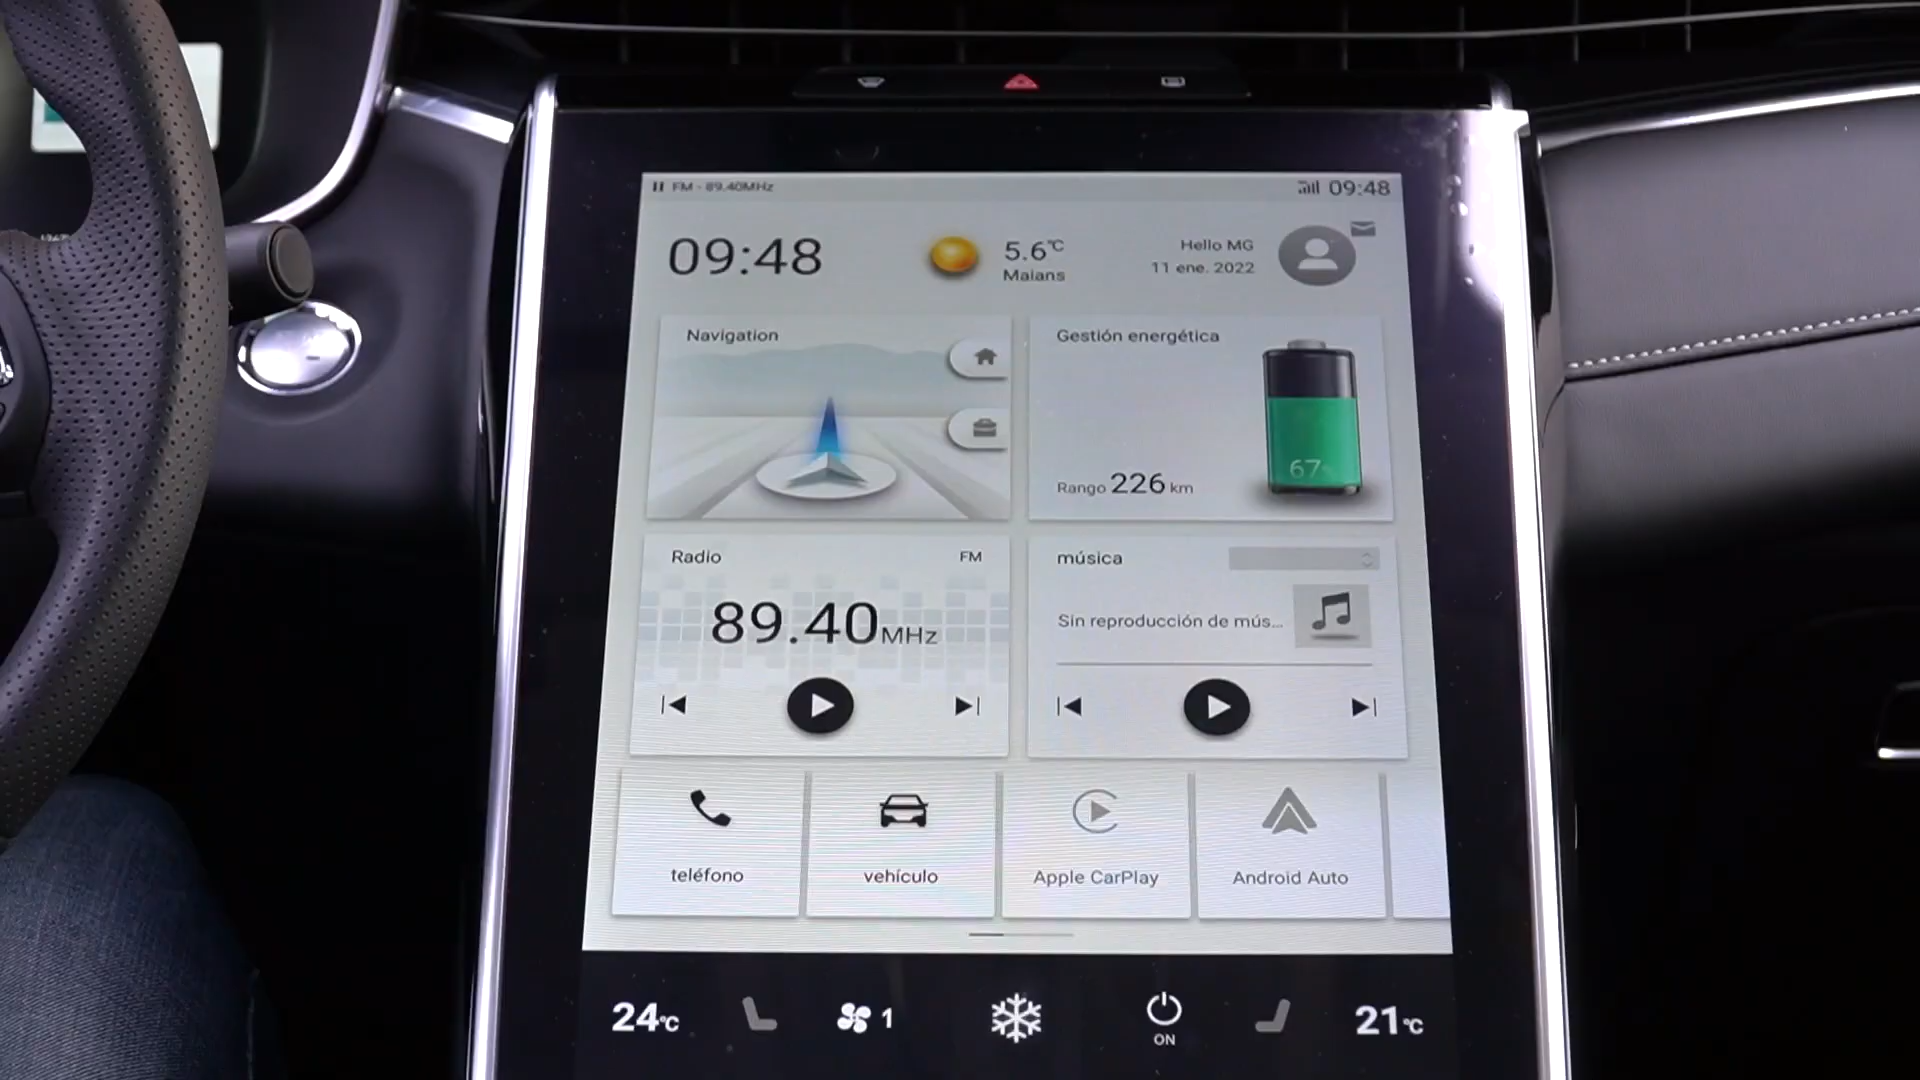 FM - 89.40MHz
09:48
09:48
5.6°C
Maians
Hello MG
11 ene. 2022
Navigation
Gestión energética
67%
Rango 226 km
Radio
FM
89.40MHz
música
Sin reproducción de mús...
teléfono
vehículo
Apple CarPlay
Android Auto
24°C
1
ON
21°C